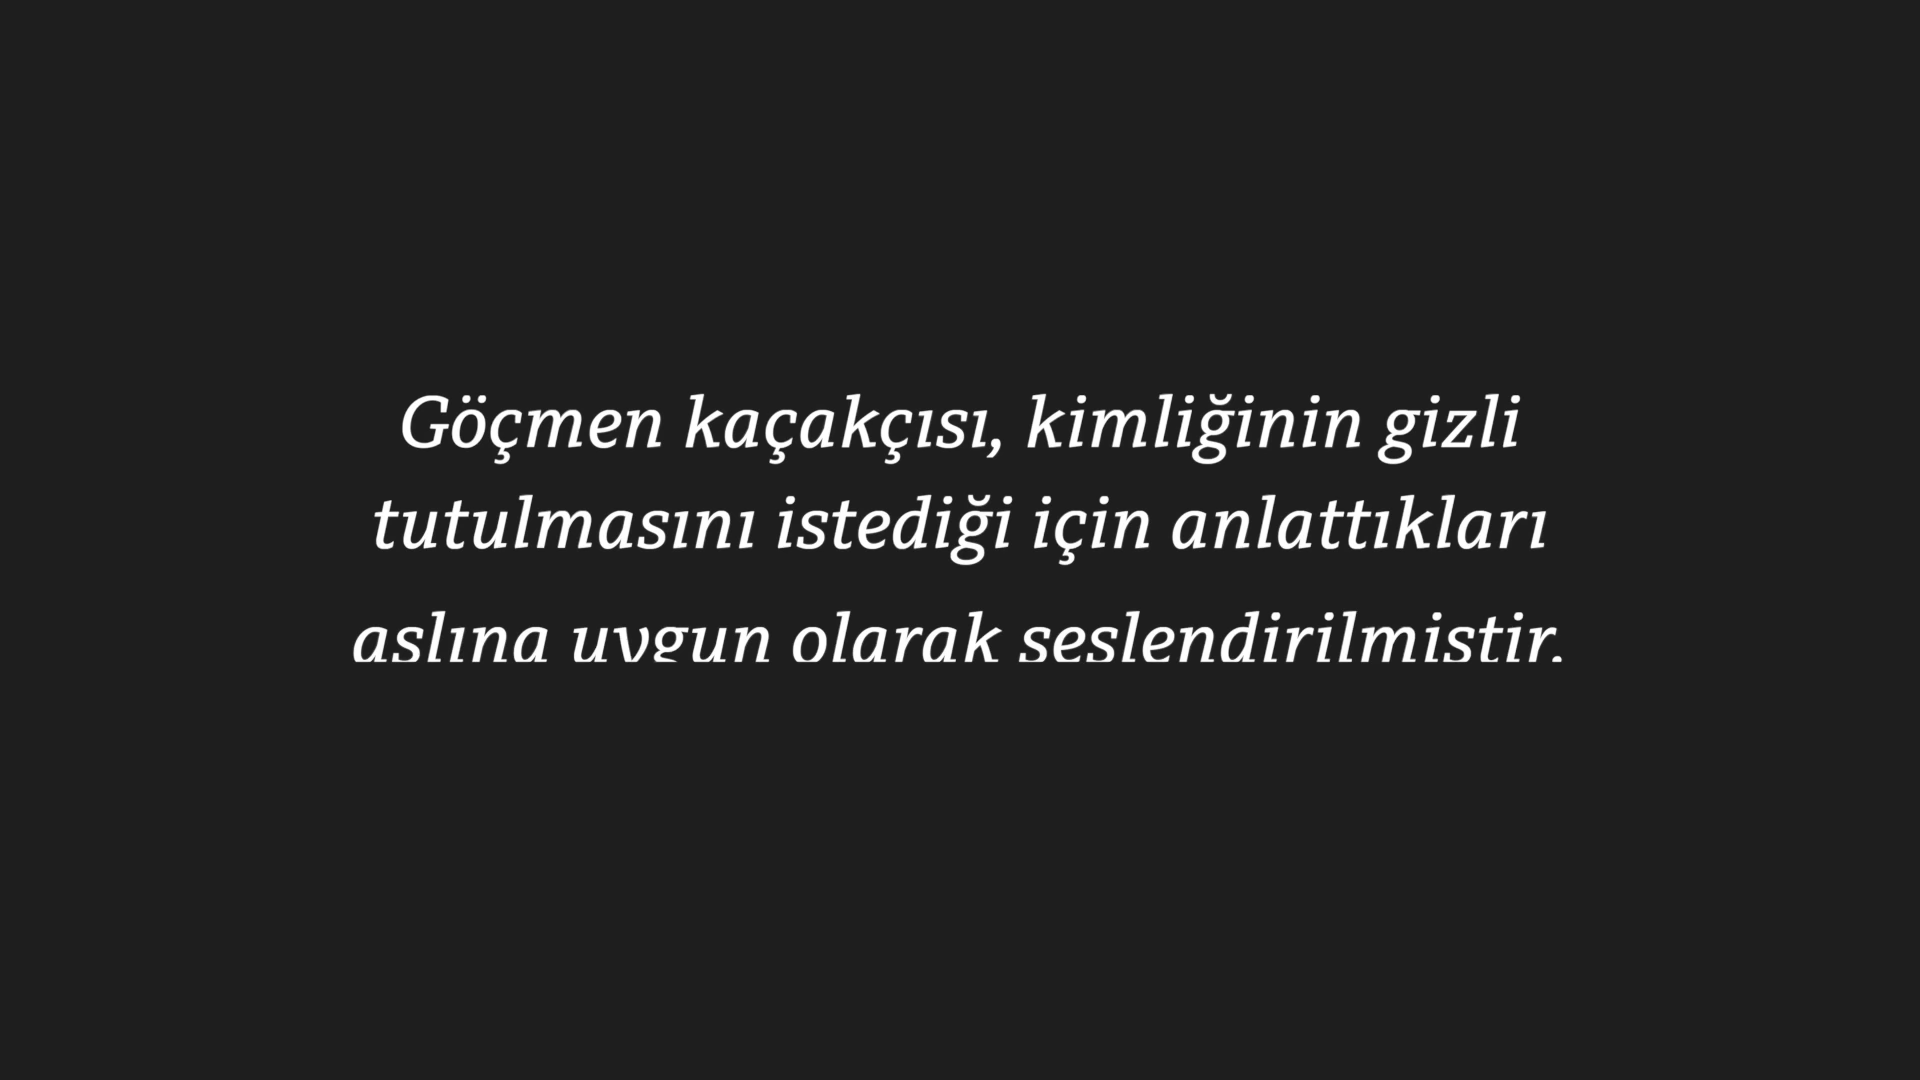 Göçmen kaçakçısı, kimliğinin gizli
tutulmasını istediği için anlattıkları
aslına uygun olarak seslendirilmiştir.